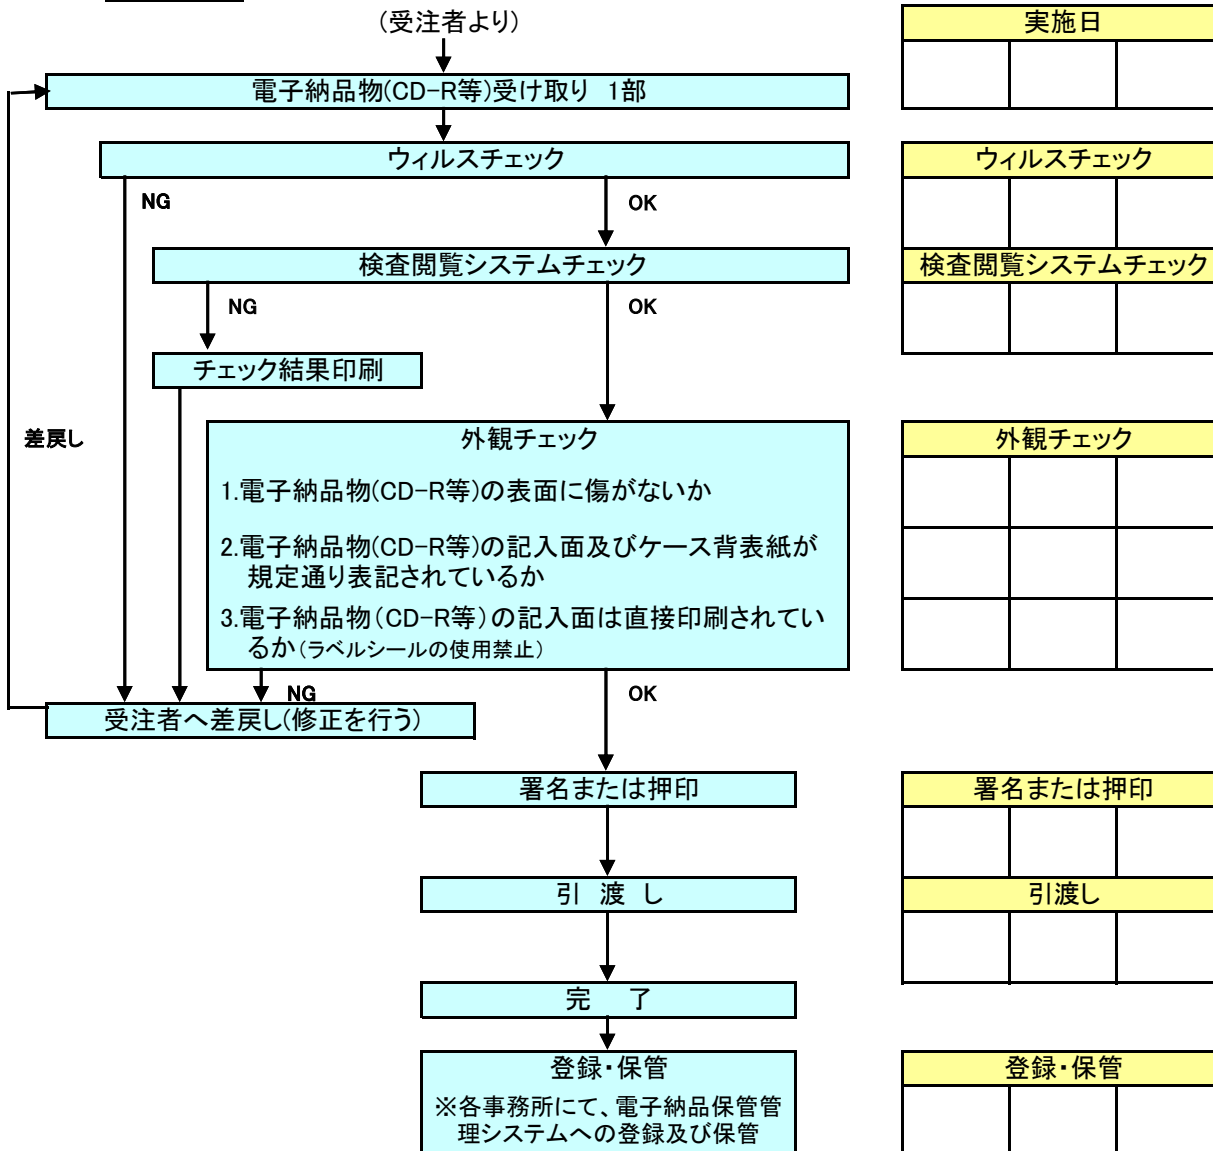 (受注者より)
電子納品物(CD-R等)受け取り 1部
ウィルスチェック
NG
OK
検査閲覧システムチェック
NG
OK
チェック結果印刷
差戻し
外観チェック
1.電子納品物(CD-R等)の表面に傷がないか
2.電子納品物(CD-R等)の記入面及びケース背表紙が
規定通り表記されているか
3.電子納品物(CD-R等)の記入面は直接印刷されてい
るか(ラベルシールの使用禁止)
NG
OK
受注者へ差戻し(修正を行う)
署名または押印
引 渡 し
完 了
登録・保管
※各事務所にて、電子納品保管管
理システムへの登録及び保管
実施日
ウィルスチェック
検査閲覧システムチェック
外観チェック
署名または押印
引渡し
登録・保管